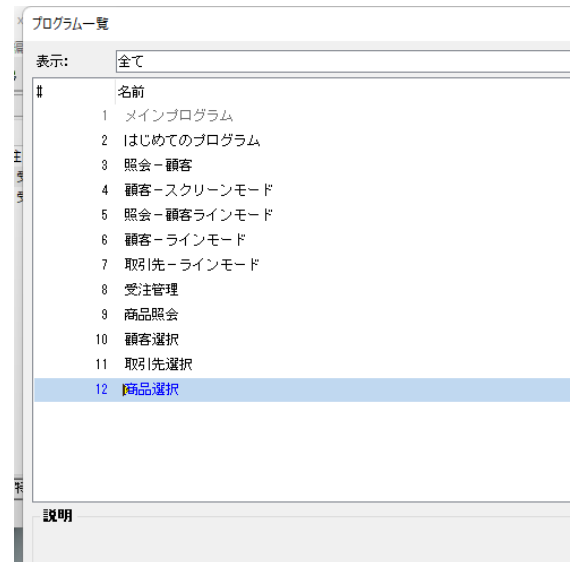 プログラム一覧
表示: 全て
# 名前
1 メインプログラム
2 はじめてのプログラム
3 照会－顧客
4 顧客－スクリーンモード
5 照会－顧客ラインモード
6 顧客－ラインモード
7 取引先－ラインモード
8 受注管理
9 商品照会
10 顧客選択
11 取引先選択
12 商品選択
説明